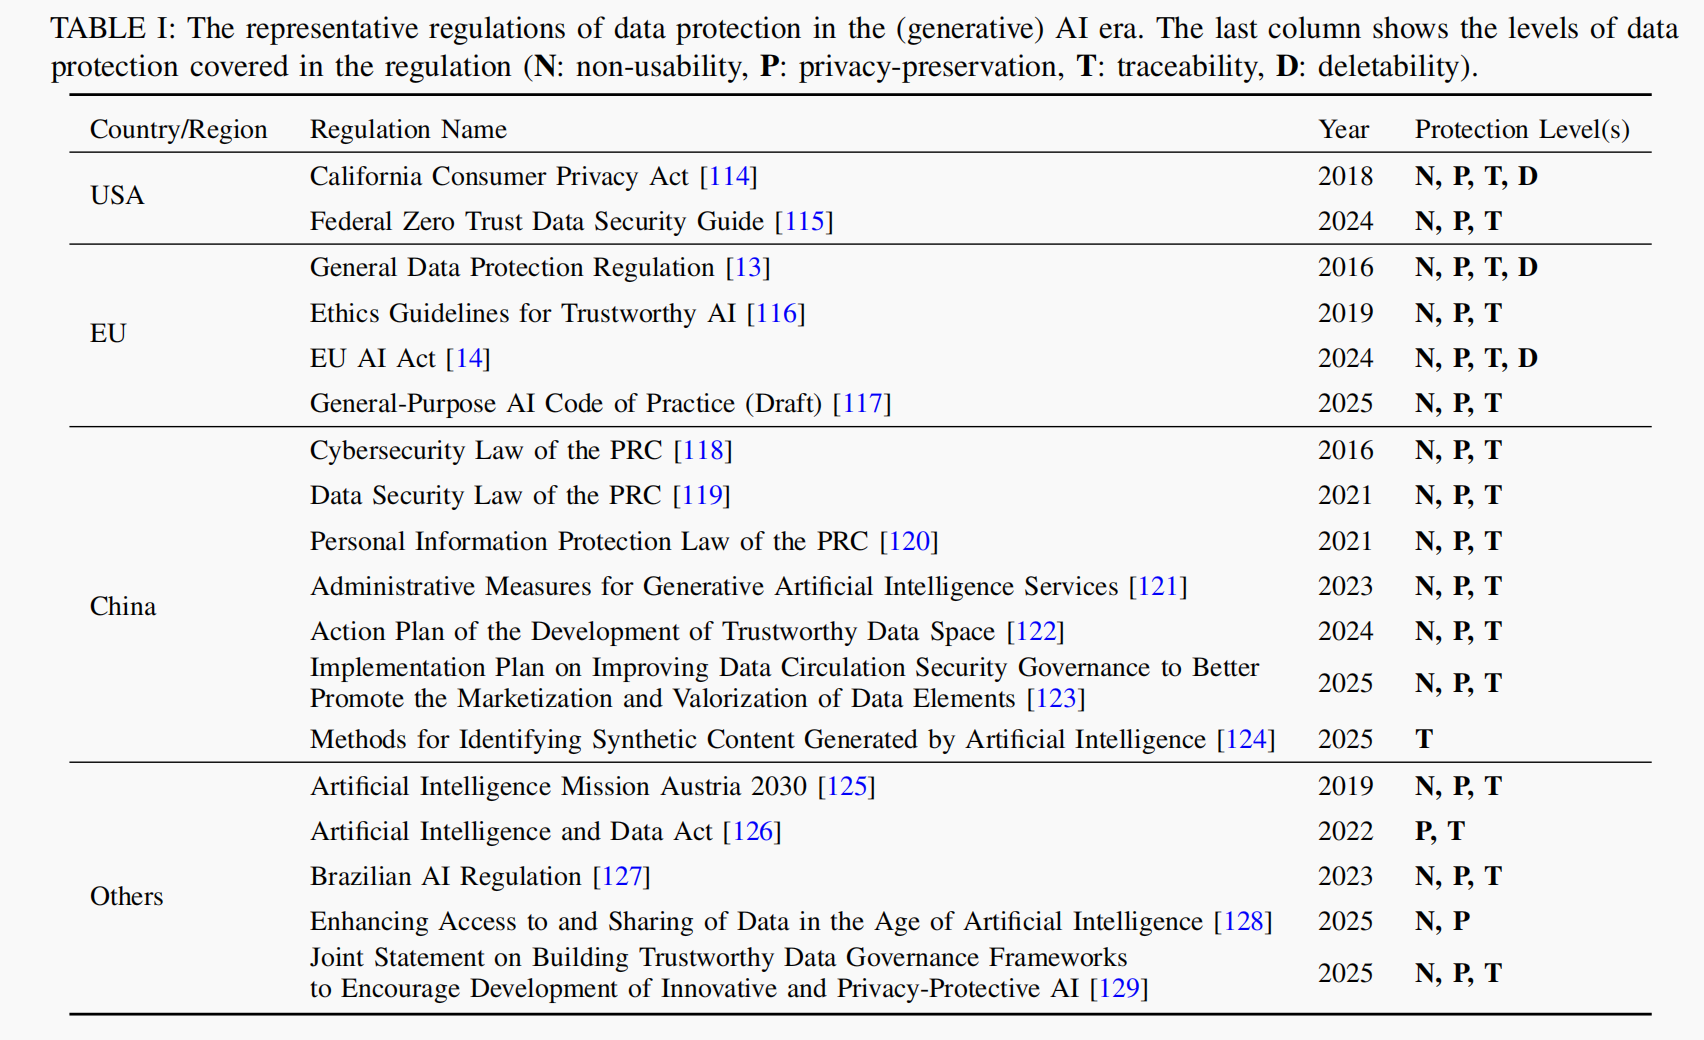 TABLE I: The representative regulations of data protection in the (generative) AI era. The last column shows the levels of data
protection covered in the regulation (N: non-usability, P: privacy-preservation, T: traceability, D: deletability).
Country/Region Regulation Name Year Protection Level(s)
USA
California Consumer Privacy Act [114] 2018 N, P, T, D
Federal Zero Trust Data Security Guide [115] 2024 N, P, T
EU
General Data Protection Regulation [13] 2016 N, P, T, D
Ethics Guidelines for Trustworthy AI [116] 2019 N, P, T
EU AI Act [14] 2024 N, P, T, D
General-Purpose AI Code of Practice (Draft) [117] 2025 N, P, T
China
Cybersecurity Law of the PRC [118] 2016 N, P, T
Data Security Law of the PRC [119] 2021 N, P, T
Personal Information Protection Law of the PRC [120] 2021 N, P, T
Administrative Measures for Generative Artificial Intelligence Services [121] 2023 N, P, T
Action Plan of the Development of Trustworthy Data Space [122] 2024 N, P, T
Implementation Plan on Improving Data Circulation Security Governance to Better
Promote the Marketization and Valorization of Data Elements [123] 2025 N, P, T
Methods for Identifying Synthetic Content Generated by Artificial Intelligence [124] 2025 T
Others
Artificial Intelligence Mission Austria 2030 [125] 2019 N, P, T
Artificial Intelligence and Data Act [126] 2022 P, T
Brazilian AI Regulation [127] 2023 N, P, T
Enhancing Access to and Sharing of Data in the Age of Artificial Intelligence [128] 2025 N, P
Joint Statement on Building Trustworthy Data Governance Frameworks
to Encourage Development of Innovative and Privacy-Protective AI [129] 2025 N, P, T